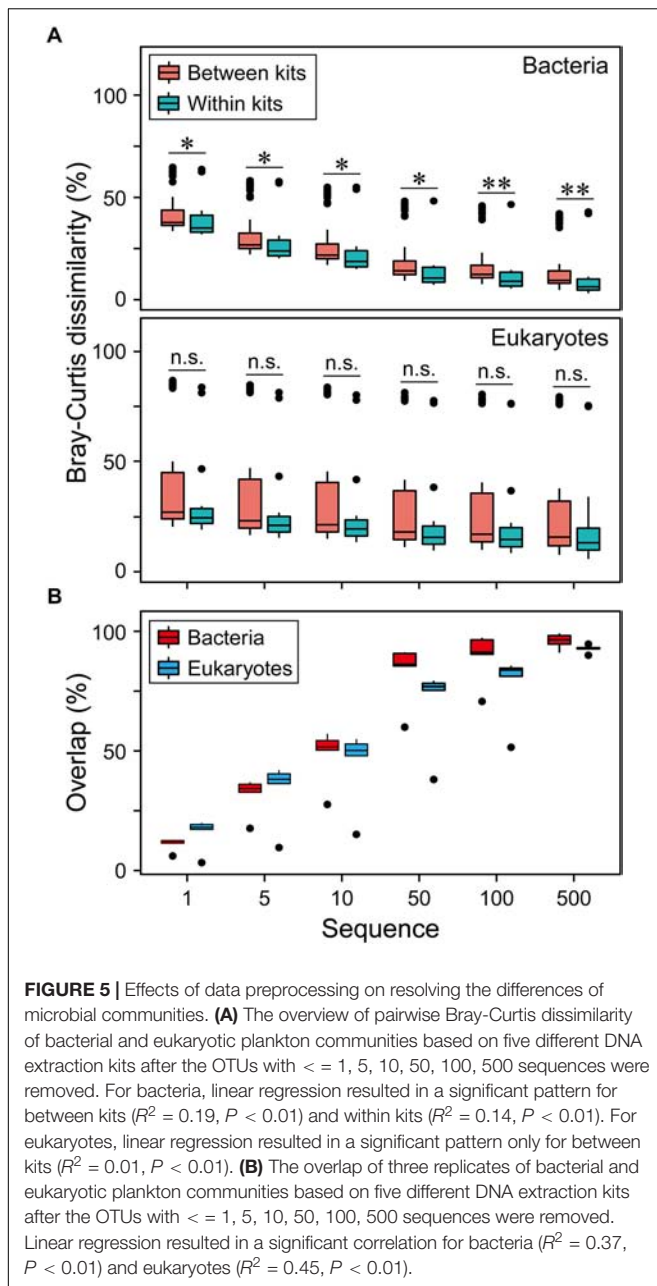 A
Between kits
Within kits
Bacteria
100
50
0
* * * * ** **
Bray-Curtis dissimilarity (%)
Eukaryotes
100
50
0
n.s. n.s. n.s. n.s. n.s. n.s.
B
Bacteria
Eukaryotes
100
50
0
Overlap (%)
1 5 10 50 100 500
Sequence
FIGURE 5 | Effects of data preprocessing on resolving the differences of
microbial communities. (A) The overview of pairwise Bray-Curtis dissimilarity
of bacterial and eukaryotic plankton communities based on five different DNA
extraction kits after the OTUs with < = 1, 5, 10, 50, 100, 500 sequences were
removed. For bacteria, linear regression resulted in a significant pattern for
between kits (R² = 0.19, P < 0.01) and within kits (R² = 0.14, P < 0.01). For
eukaryotes, linear regression resulted in a significant pattern only for between
kits (R² = 0.01, P < 0.01). (B) The overlap of three replicates of bacterial and
eukaryotic plankton communities based on five different DNA extraction kits
after the OTUs with < = 1, 5, 10, 50, 100, 500 sequences were removed.
Linear regression resulted in a significant correlation for bacteria (R² = 0.37,
P < 0.01) and eukaryotes (R² = 0.45, P < 0.01).